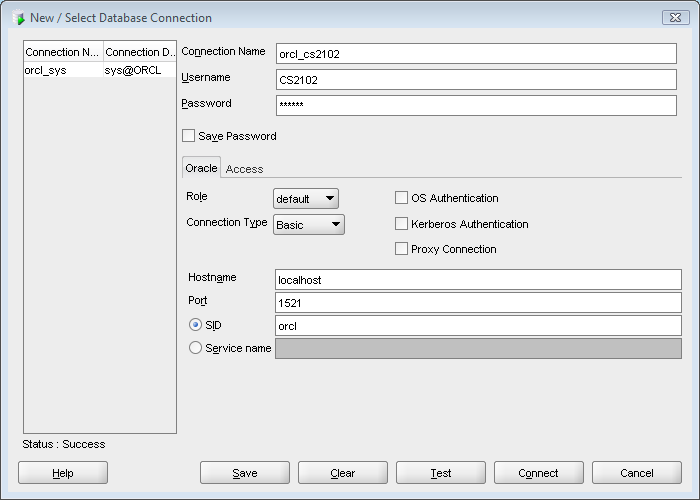 New / Select Database Connection
Connection N... Connection D...
orcl_sys sys@ORCL
Connection Name orcl_cs2102
Username CS2102
Password ******
Save Password
Oracle Access
Role default OS Authentication
Connection Type Basic Kerberos Authentication
Proxy Connection
Hostname localhost
Port 1521
SID orcl
Service name
Status : Success
Help Save Clear Test Connect Cancel